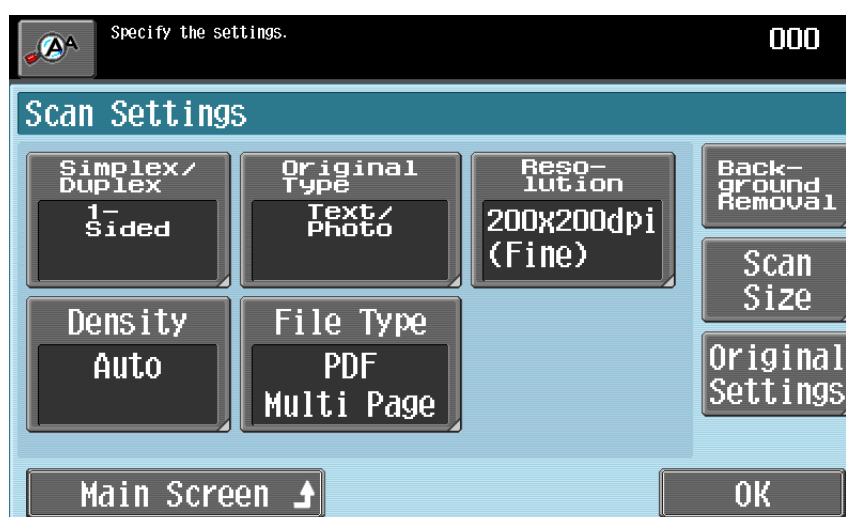 A A
Specify the settings.
000
Scan Settings
Simplex/
Duplex
1-
Sided
Original
Type
Text/
Photo
Reso-
lution
200x200dpi
(Fine)
Back-
ground
Removal
Scan
Size
Density
Auto
File Type
PDF
Multi Page
Original
Settings
Main Screen
OK